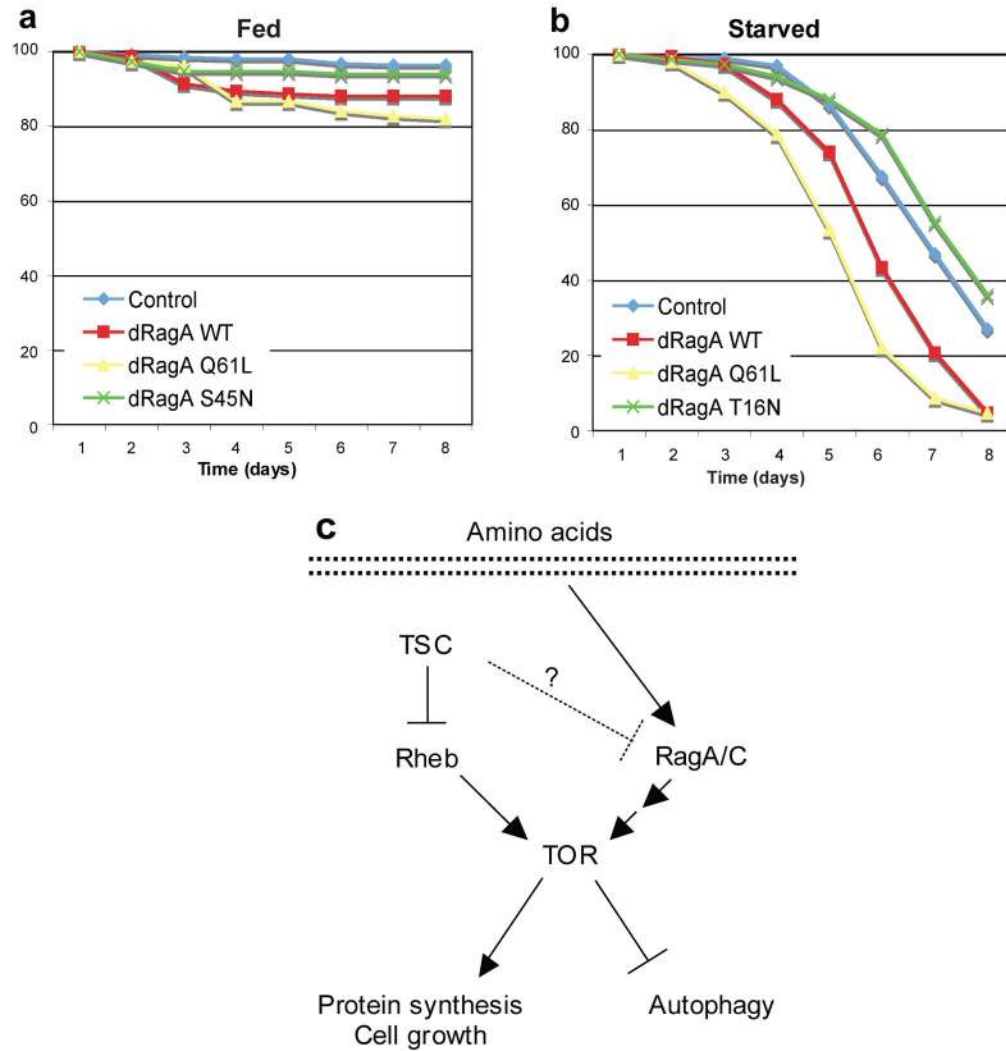 a
Fed
100
80
60
40
20
0
Control
dRagA WT
dRagA Q61L
dRagA S45N
1 2 3 4 5 6 7 8
Time (days)
b
Starved
100
80
60
40
20
0
Control
dRagA WT
dRagA Q61L
dRagA T16N
1 2 3 4 5 6 7 8
Time (days)
c
Amino acids
TSC
?
Rheb
RagA/C
TOR
Protein synthesis
Cell growth
Autophagy